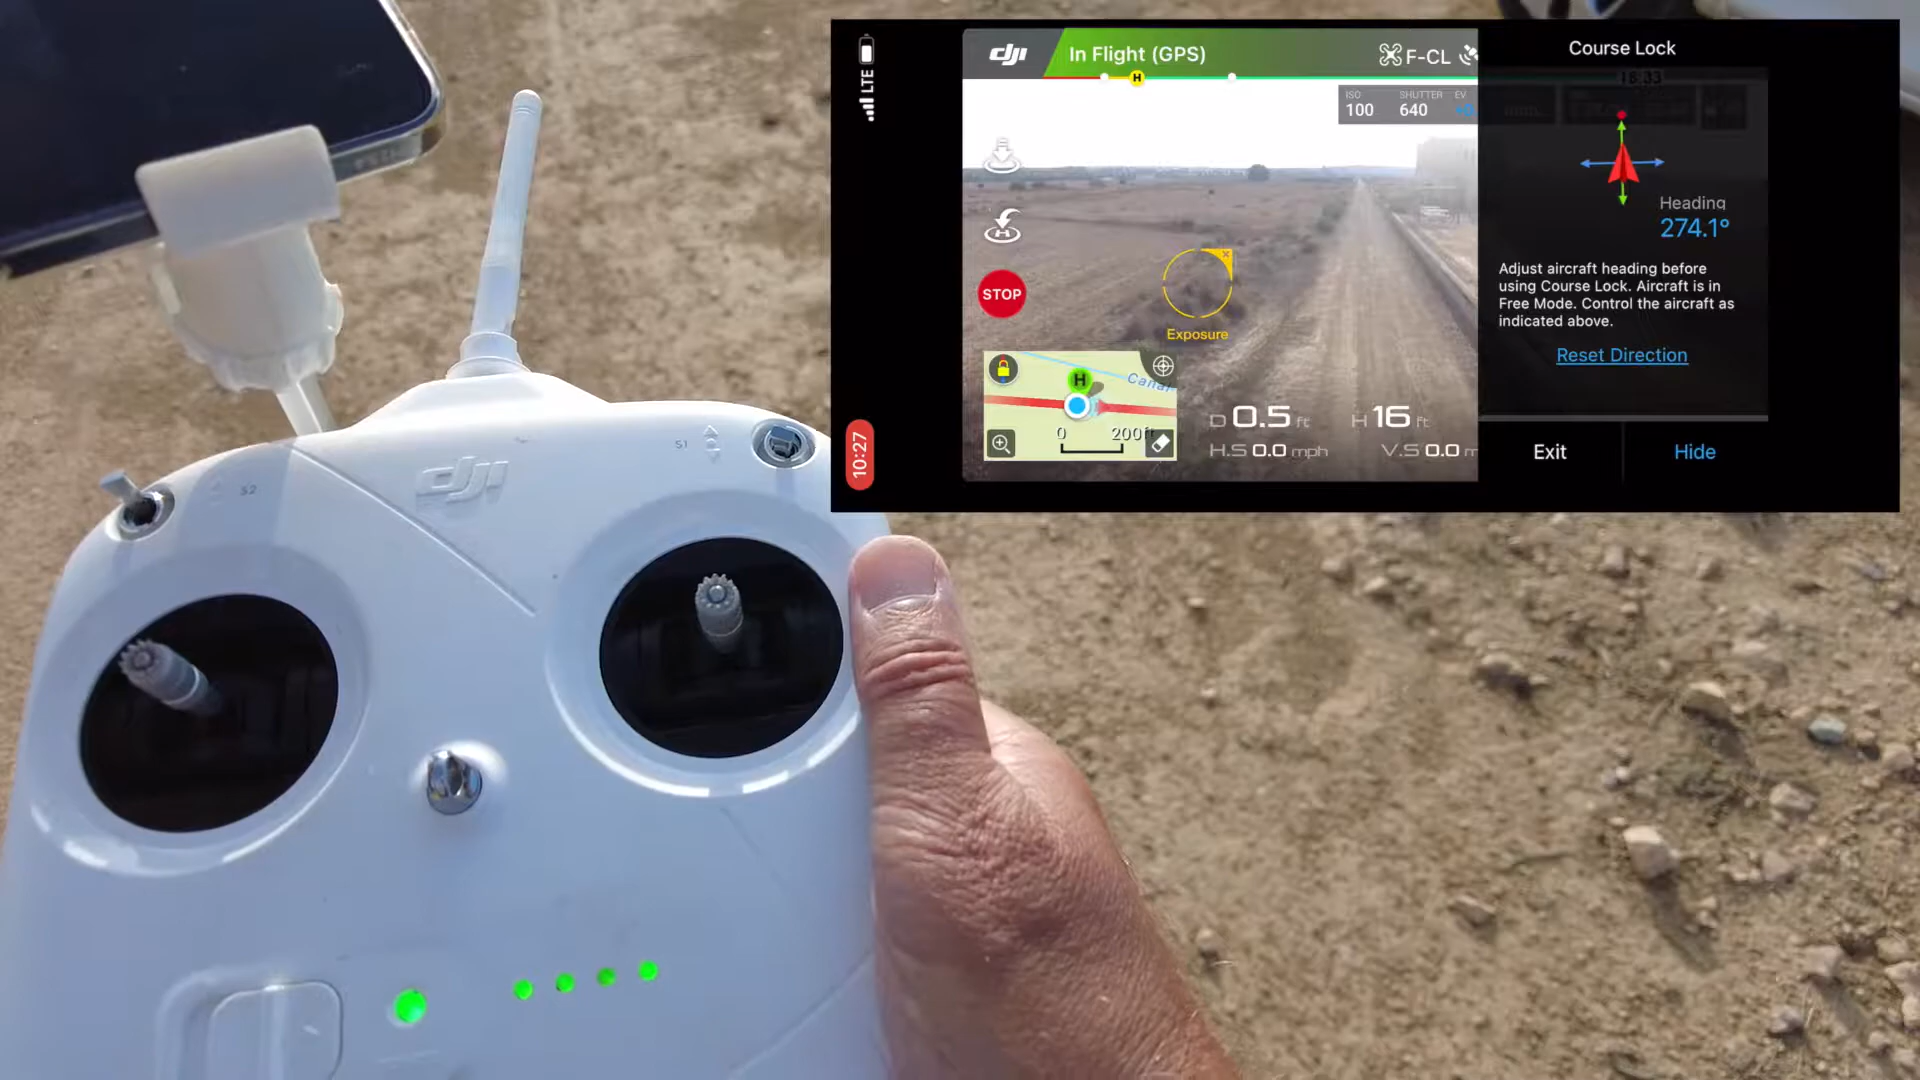 LTE
10:27
dji
In Flight (GPS)
F-CL
H
ISO
100
SHUTTER
640
EV
H
STOP
Exposure
H
Canal
0
200ft
D 0.5 ft
H 16 ft
H.S 0.0 mph
V.S 0.0 m
Course Lock
18:33
Heading
274.1°
Adjust aircraft heading before
using Course Lock. Aircraft is in
Free Mode. Control the aircraft as
indicated above.
Reset Direction
Exit
Hide
S1
dji
S2